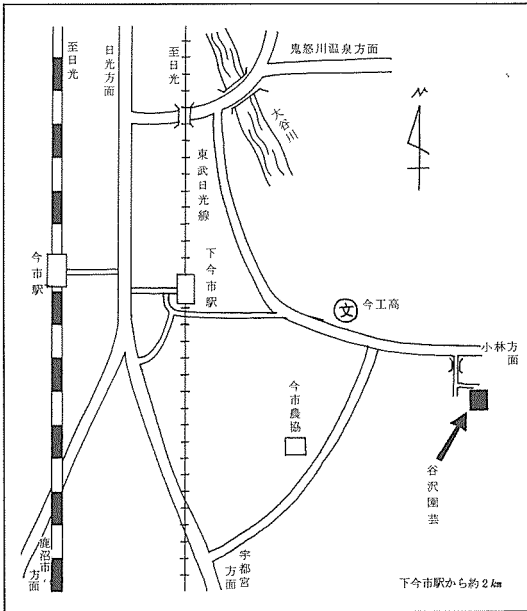 至日光
日光方面
至日光
鬼怒川温泉方面
大谷川
東武日光線
N
今市駅
下今市駅
文
今工高
小林方面
今市農協
谷沢園芸
鹿沼市方面
宇都宮方面
下今市駅から約2km